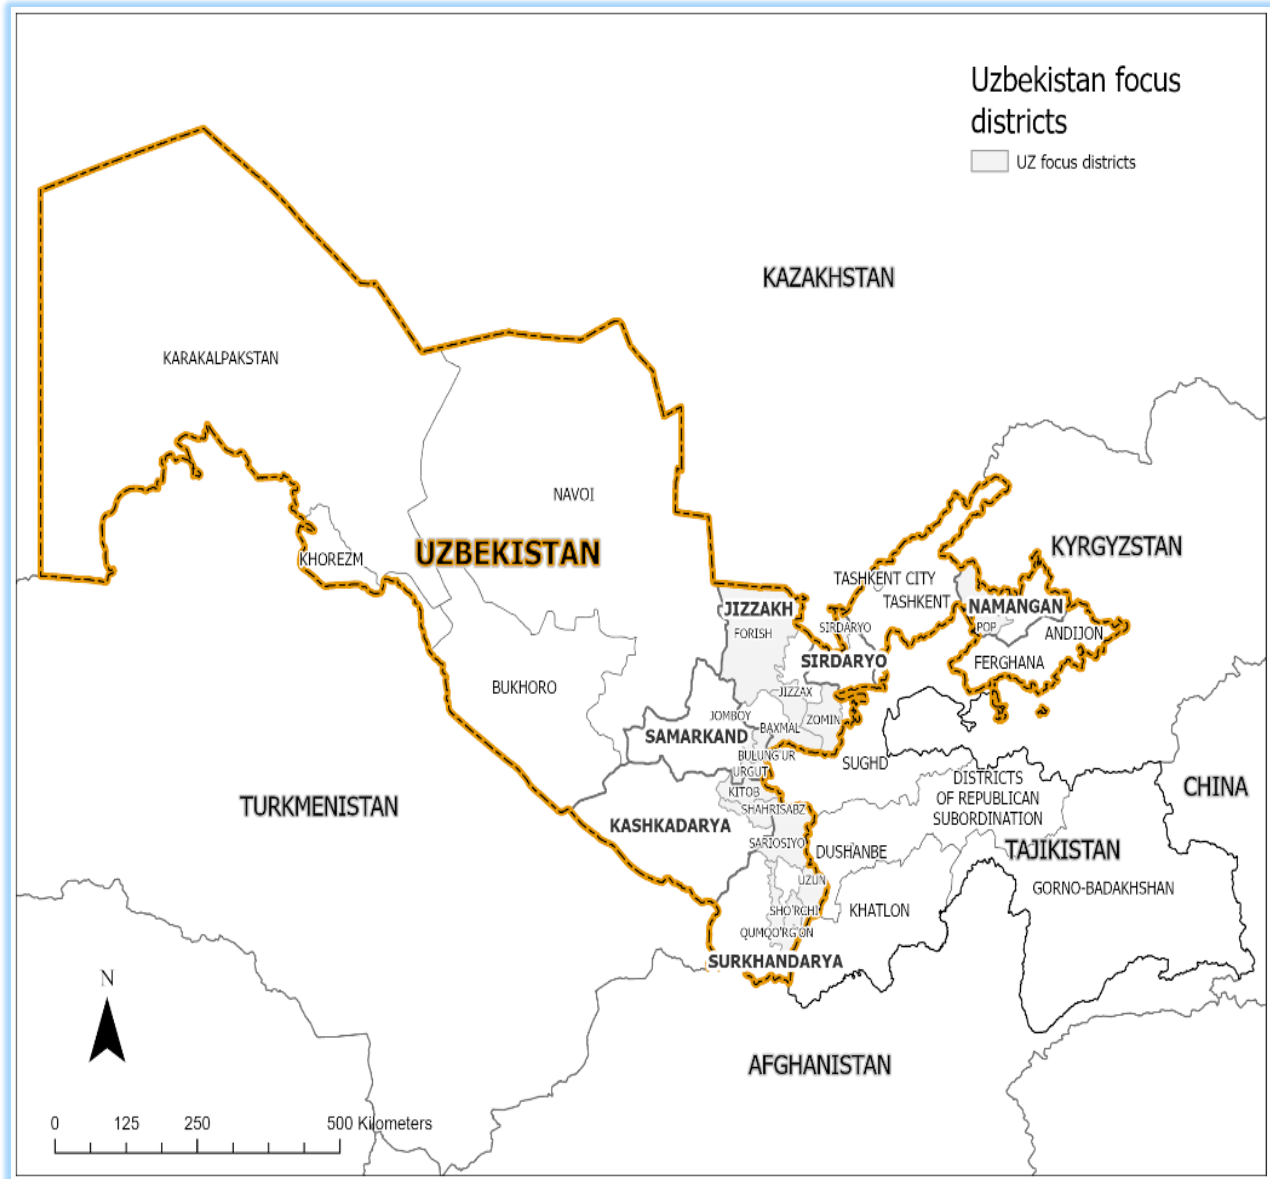 Uzbekistan focus
districts
UZ focus districts
KAZAKHSTAN
KARAKALPAKSTAN
NAVOI
KHOREZM
UZBEKISTAN
KYRGYZSTAN
TASHKENT CITY
TASHKENT
NAMANGAN
JIZZAKH
FORISH
SIRDARYO
POP
ANDIJON
SIRDARYO
FERGHANA
BUKHORO
JIZZAX
JOMBOY
ZOMIN
BAXMAL
SAMARKAND
BULUNG'UR
SUGHD
URGUT
DISTRICTS
OF REPUBLICAN
SUBORDINATION
CHINA
KITOB
TURKMENISTAN
SHAHRISABZ
KASHKADARYA
SARIOSIYO
DUSHANBE
TAJIKISTAN
UZUN
GORNO-BADAKHSHAN
SHO'RCHI
KHATLON
QUMQO'RG'ON
SURKHANDARYA
N
AFGHANISTAN
0 125 250 500 Kilometers